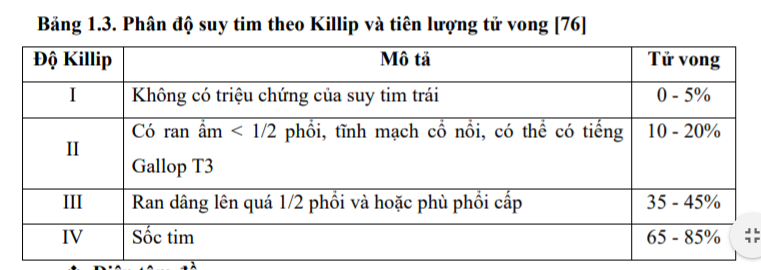 Bảng 1.3. Phân độ suy tim theo Killip và tiên lượng tử vong [76]
Độ Killip Mô tả Tử vong
I Không có triệu chứng của suy tim trái 0 - 5%
II Có ran ẩm < 1/2 phổi, tĩnh mạch cổ nổi, có thể có tiếng 10 - 20%
Gallop T3
III Ran dâng lên quá 1/2 phổi và hoặc phù phổi cấp 35 - 45%
IV Sốc tim 65 - 85%